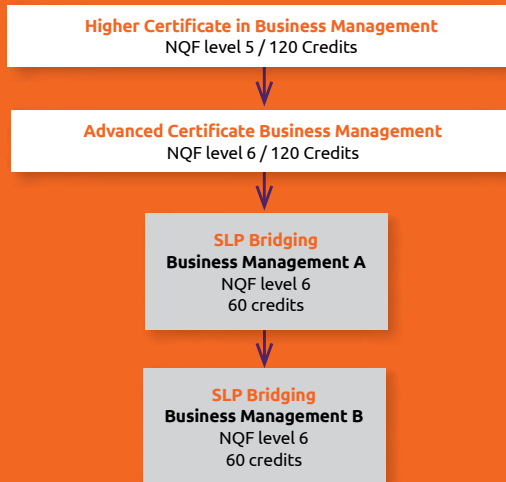 Higher Certificate in Business Management
NQF level 5 / 120 Credits
Advanced Certificate Business Management
NQF level 6 / 120 Credits
SLP Bridging
Business Management A
NQF level 6
60 credits
SLP Bridging
Business Management B
NQF level 6
60 credits